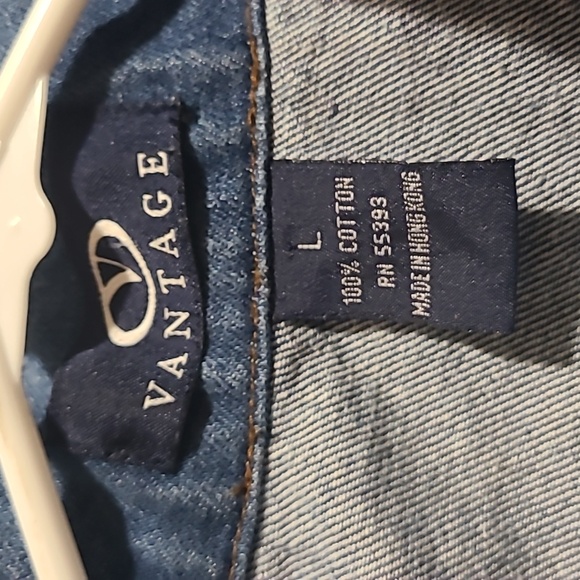 V
VANTAGE
L
100% COTTON
RN 55393
MADE IN HONG KONG